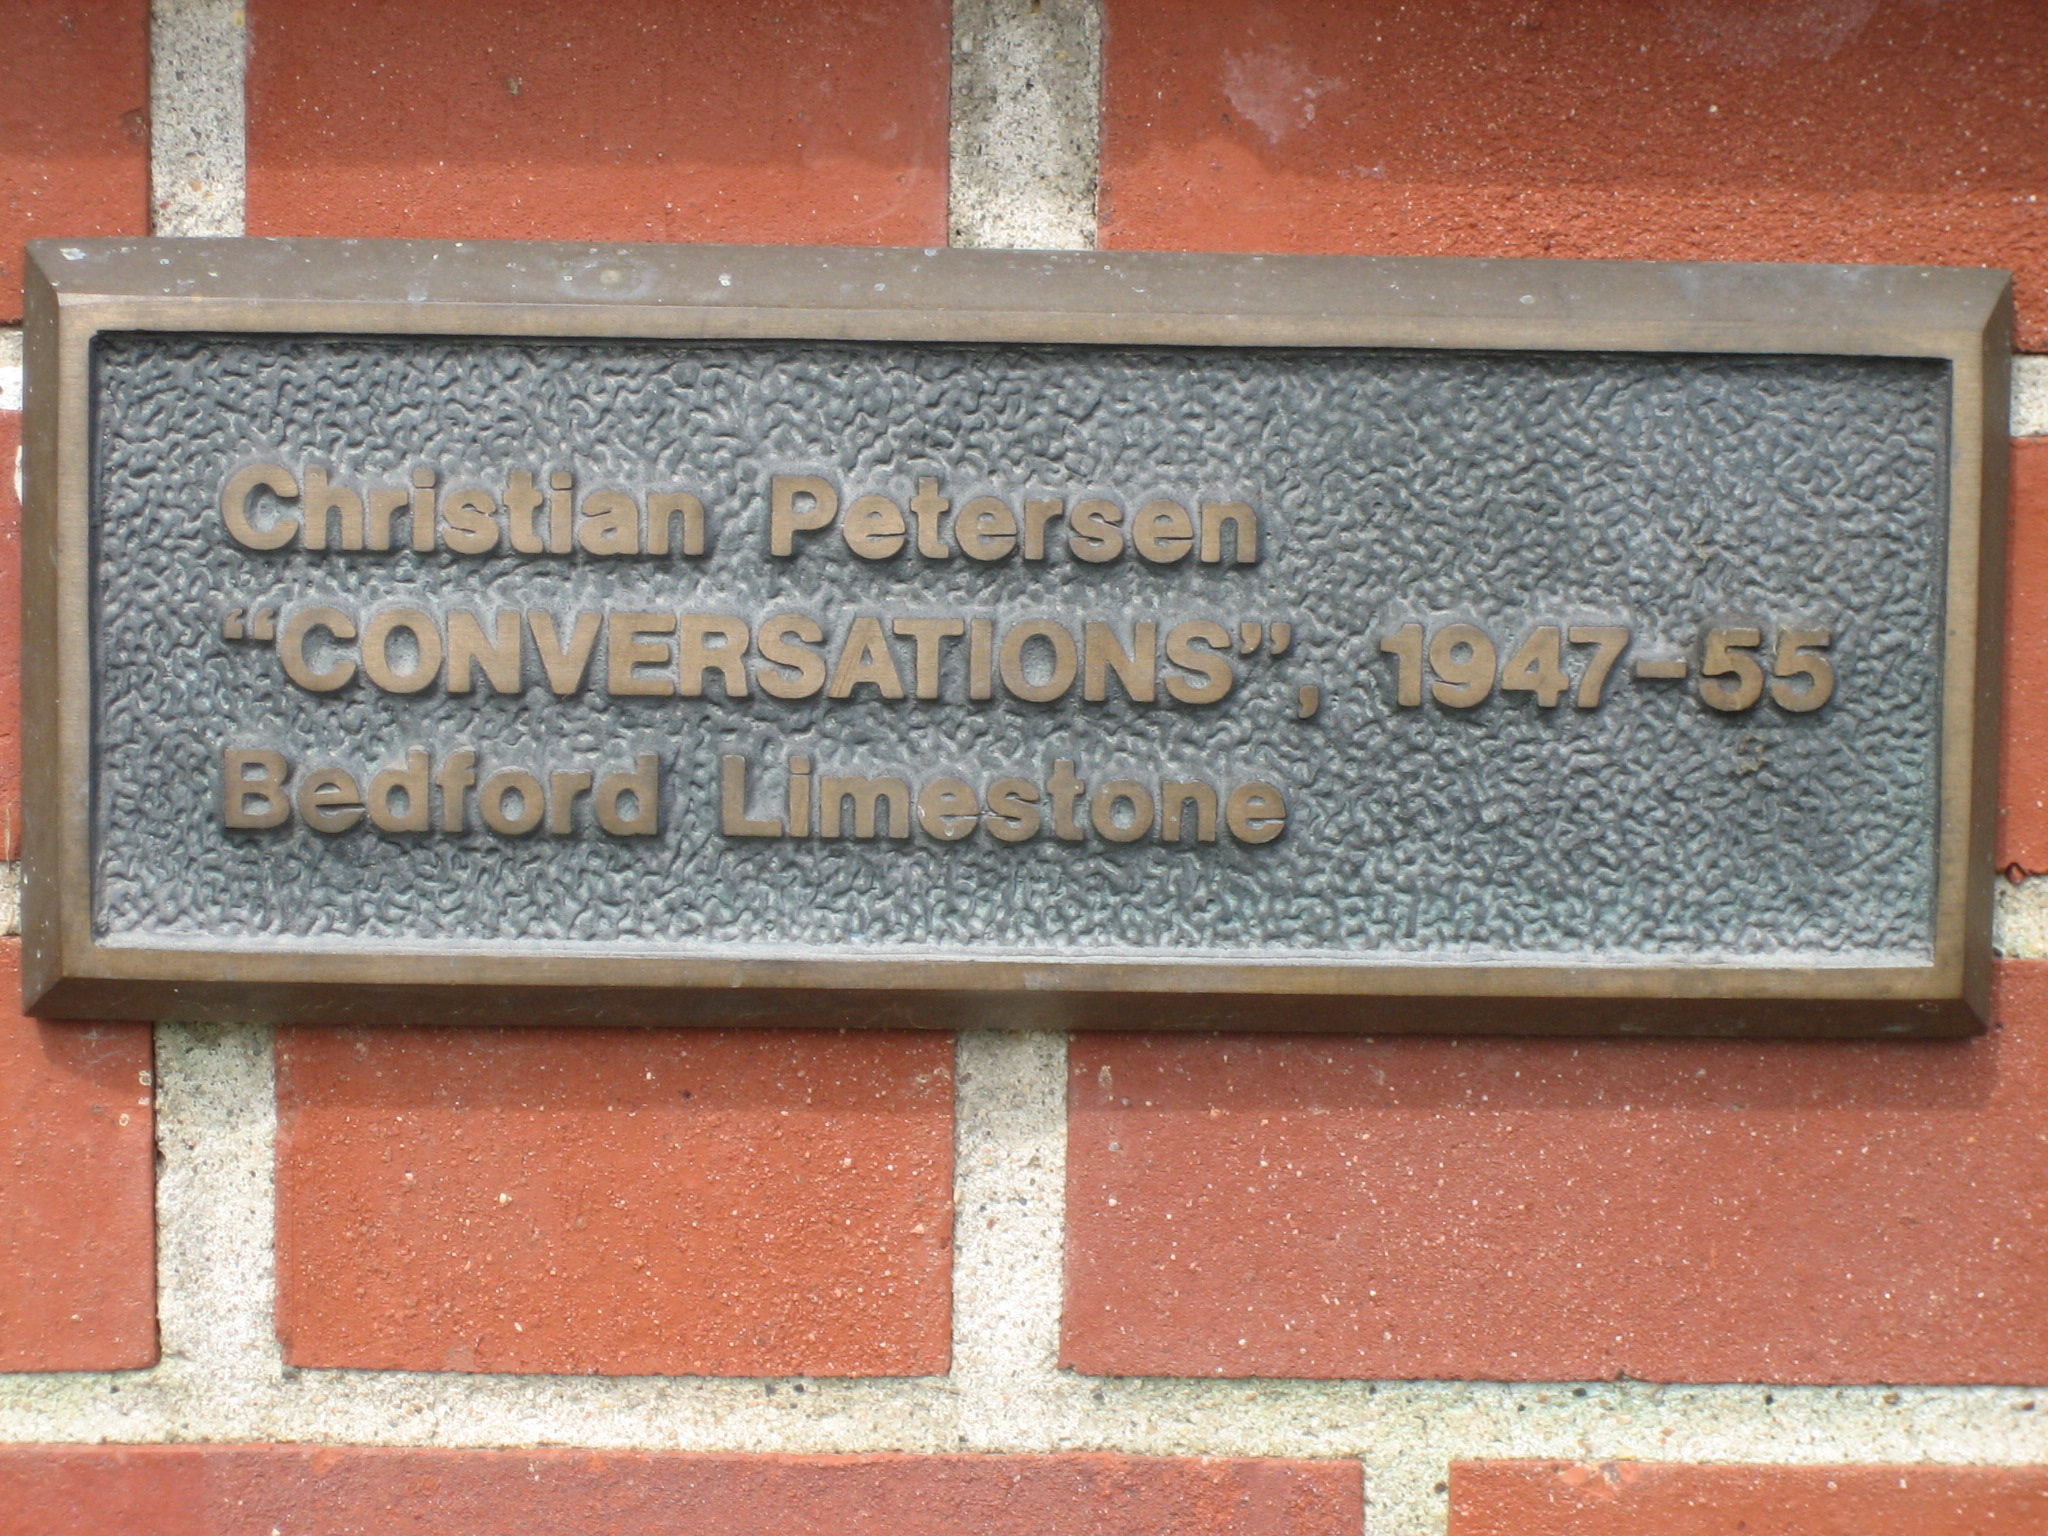 Christian Petersen
“CONVERSATIONS”, 1947-55
Bedford Limestone